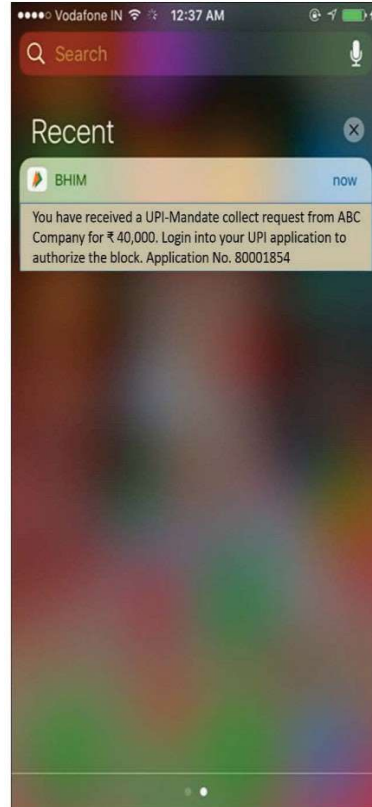 Vodafone IN 12:37 AM
Search
Recent
BHIM now
You have received a UPI-Mandate collect request from ABC
Company for ₹ 40,000. Login into your UPI application to
authorize the block. Application No. 80001854